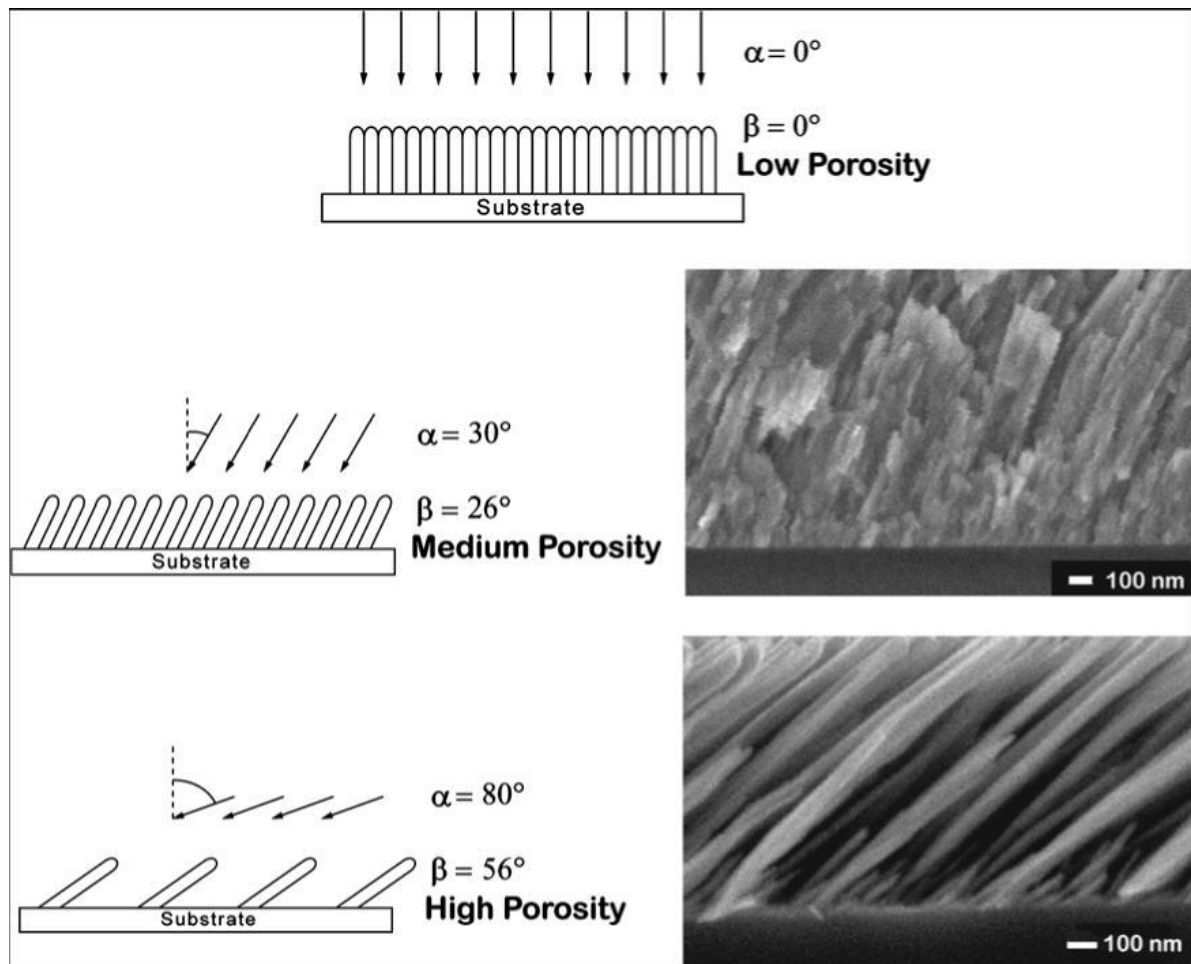 α = 0°
β = 0°
Low Porosity
Substrate
α = 30°
β = 26°
Medium Porosity
Substrate
100 nm
α = 80°
β = 56°
High Porosity
Substrate
100 nm